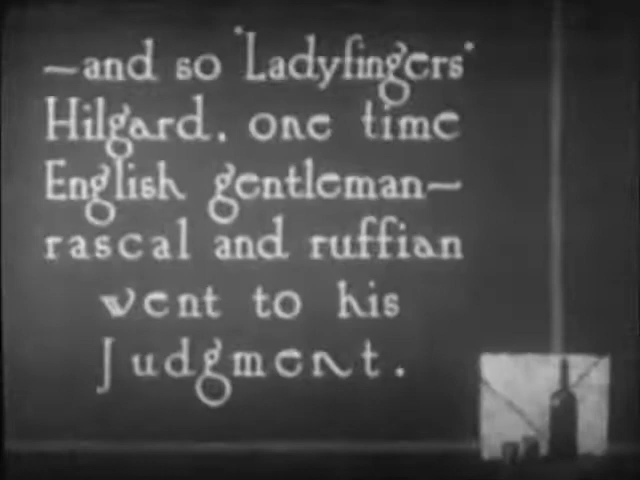 —and so "Ladyfingers"
Hilgard, one time
English gentleman—
rascal and ruffian
went to his
Judgment.